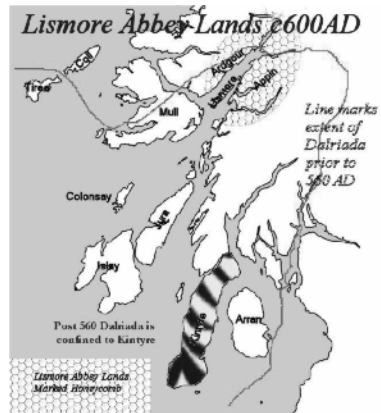 Lismore Abbey Lands c600AD
Coll
Tiree
Ardgour
Lismore
Appin
Mull
Line marks
extent of
Dalriada
prior to
560 AD
Colonsay
Jura
Islay
Post 560 Dalriada is
confined to Kintyre
Kintyre
Arran
Lismore Abbey Lands
Marked Honeycomb